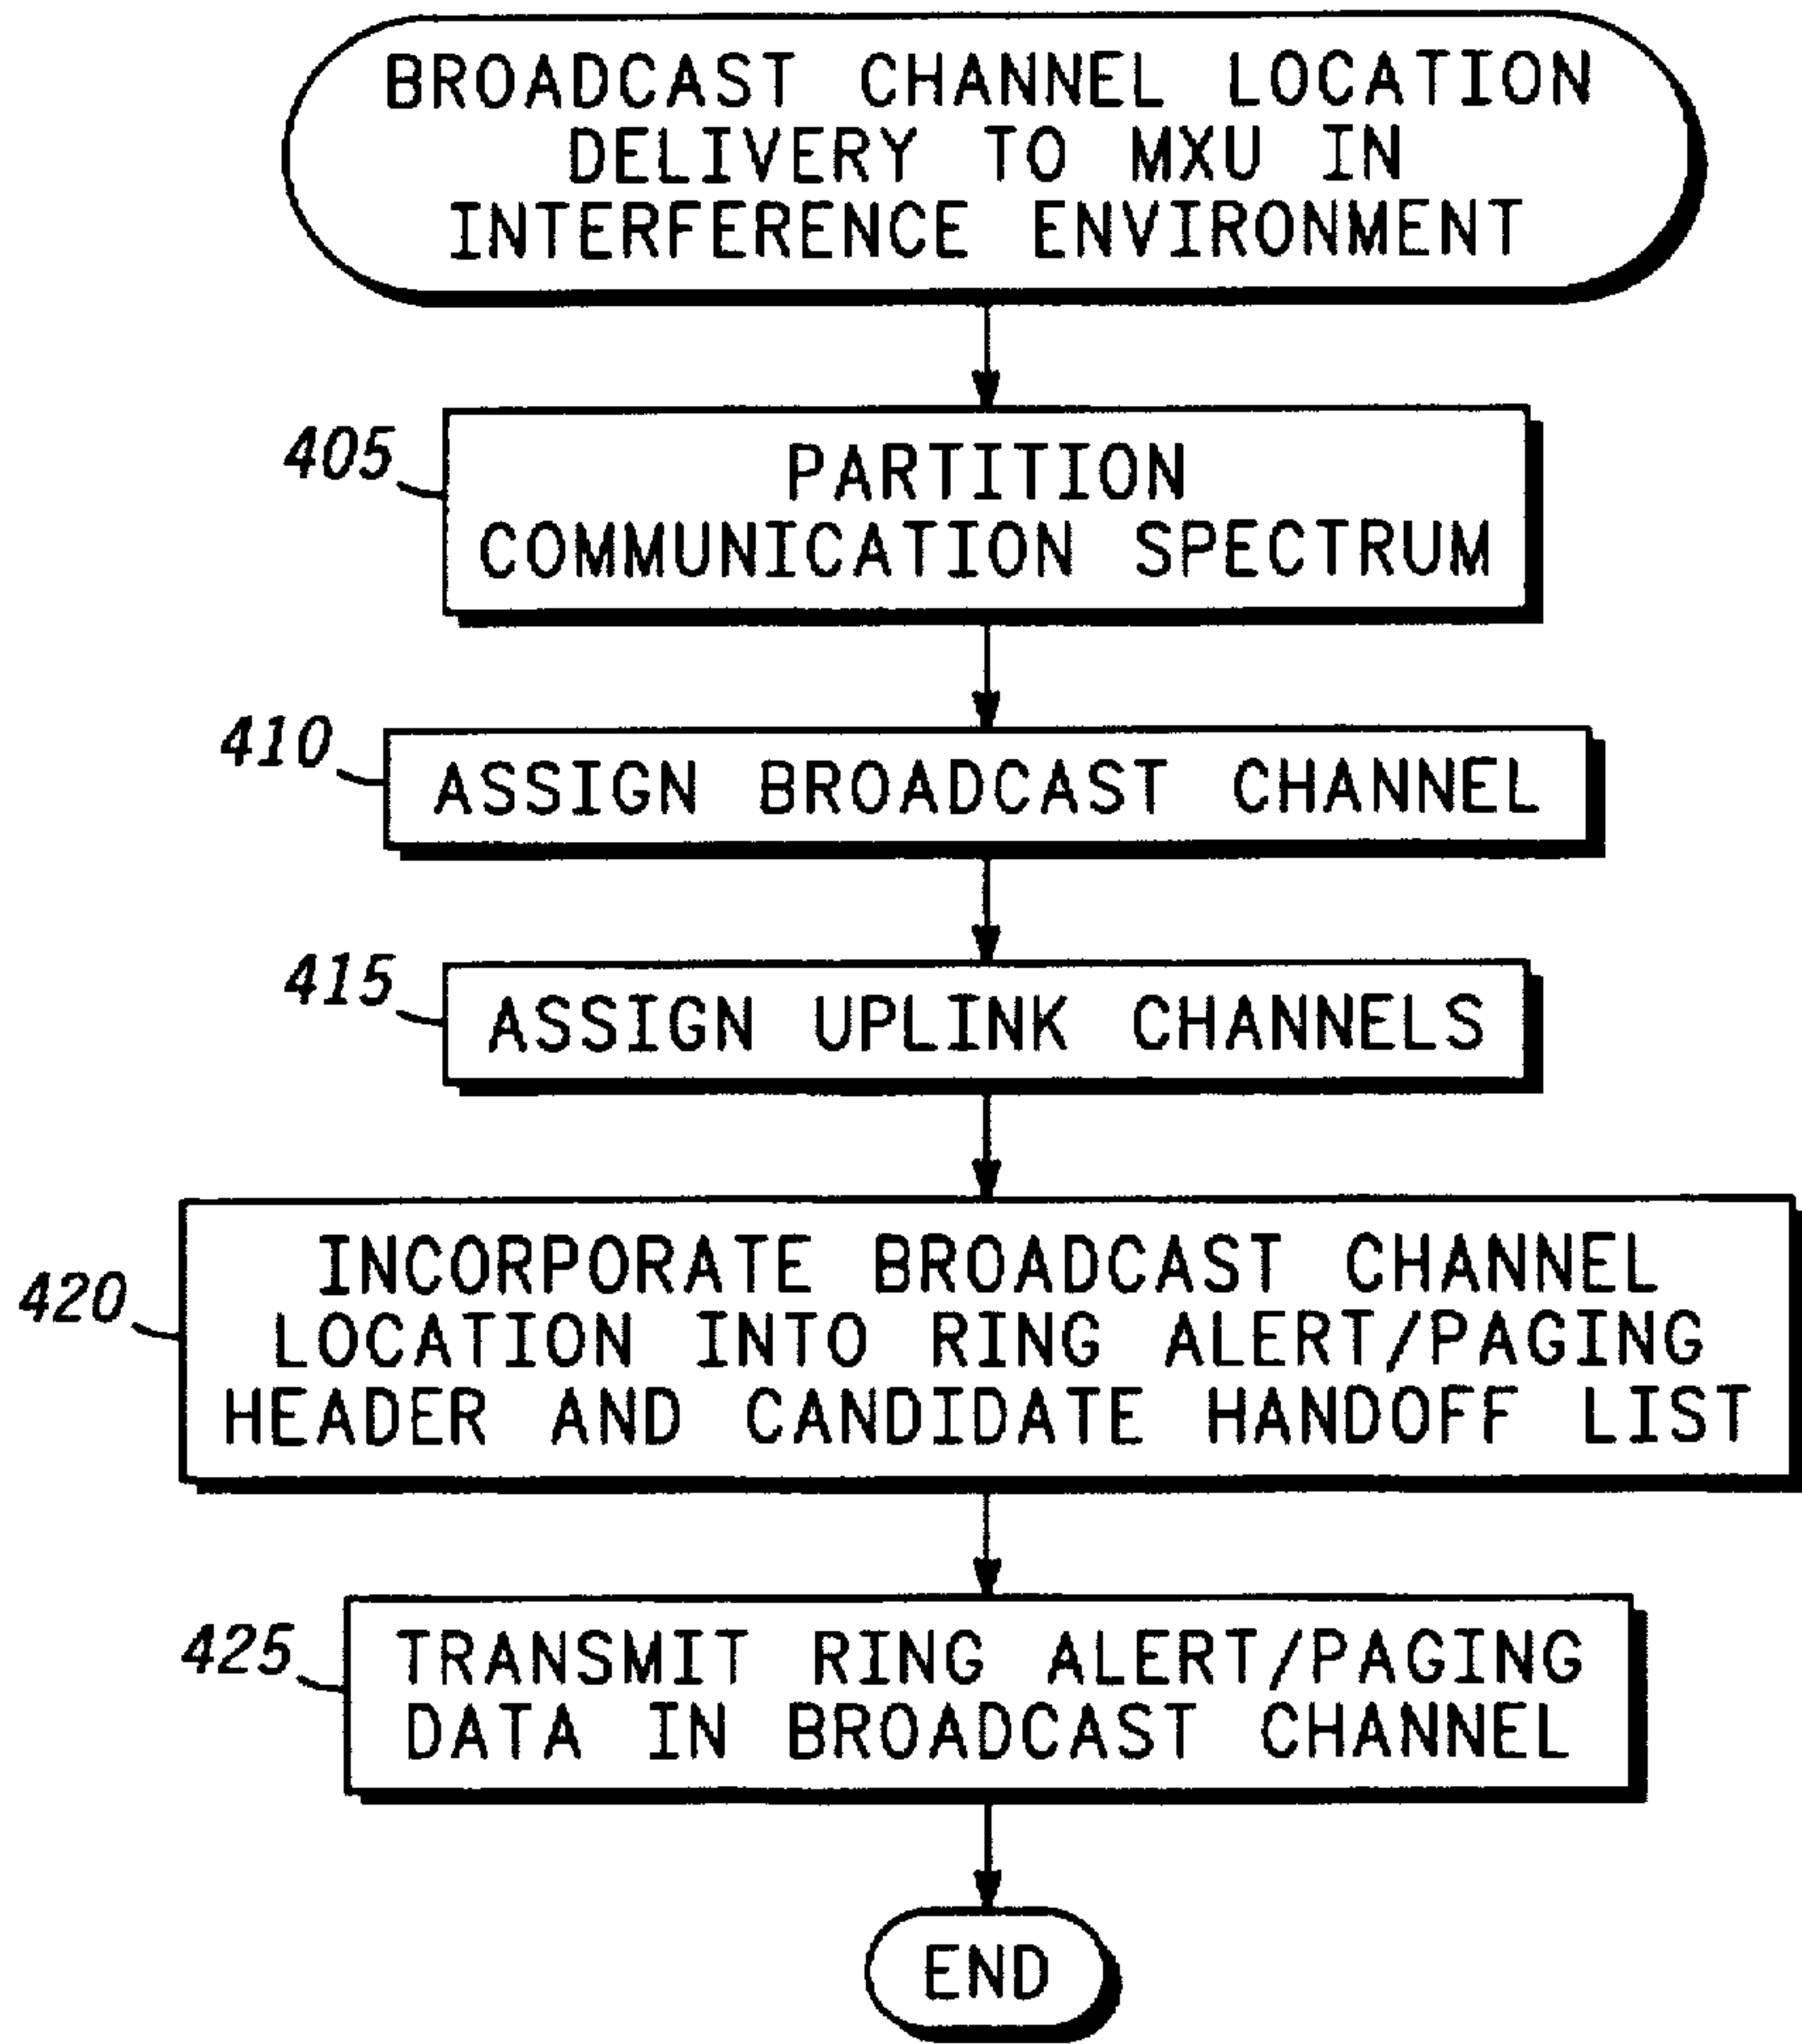 BROADCAST CHANNEL LOCATION
DELIVERY TO MXU IN
INTERFERENCE ENVIRONMENT
405
PARTITION
COMMUNICATION SPECTRUM
410
ASSIGN BROADCAST CHANNEL
415
ASSIGN UPLINK CHANNELS
420
INCORPORATE BROADCAST CHANNEL
LOCATION INTO RING ALERT/PAGING
HEADER AND CANDIDATE HANDOFF LIST
425
TRANSMIT RING ALERT/PAGING
DATA IN BROADCAST CHANNEL
END